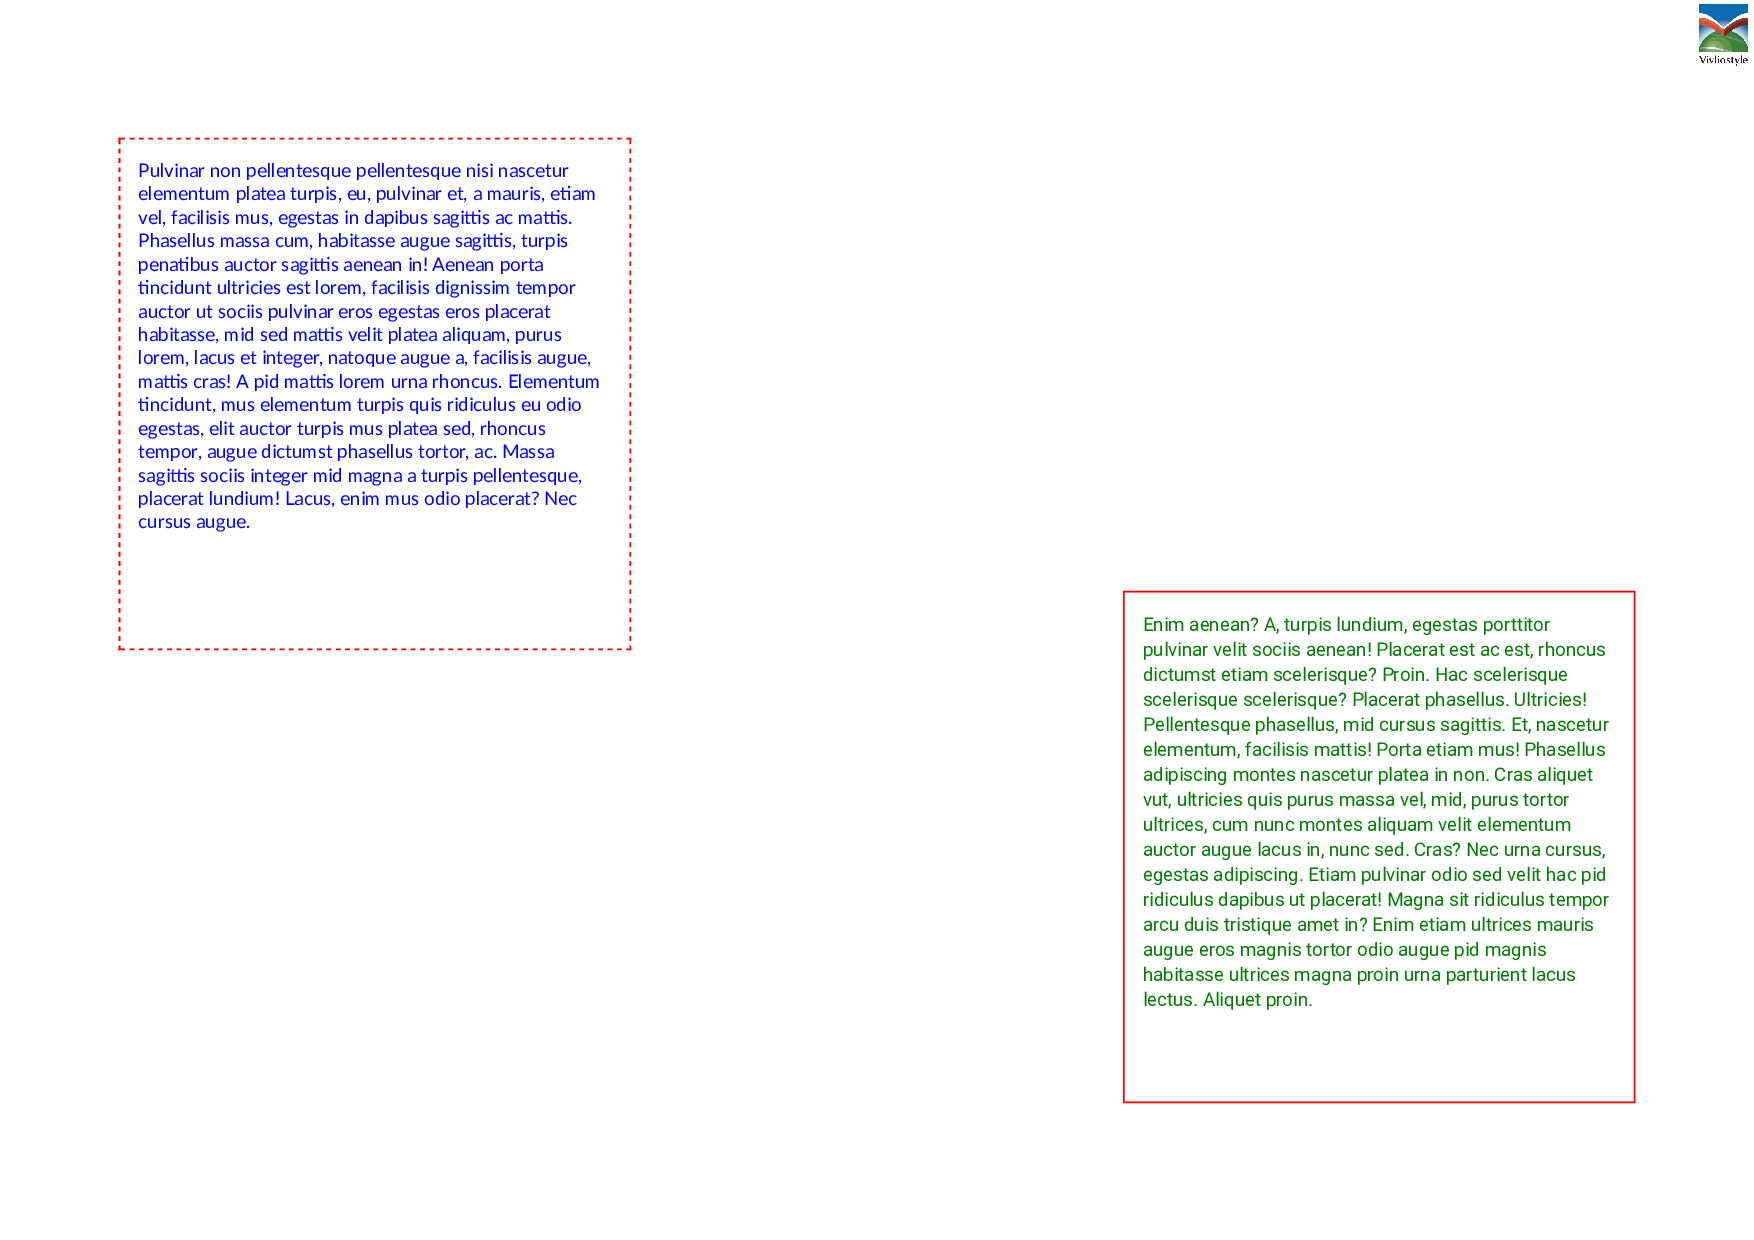 Vivliostyle
Pulvinar non pellentesque pellentesque nisi nascetur
elementum platea turpis, eu, pulvinar et, a mauris, etiam
vel, facilisis mus, egestas in dapibus sagittis ac mattis.
Phasellus massa cum, habitasse augue sagittis, turpis
penatibus auctor sagittis aenean in! Aenean porta
tincidunt ultricies est lorem, facilisis dignissim tempor
auctor ut sociis pulvinar eros egestas eros placerat
habitasse, mid sed mattis velit platea aliquam, purus
lorem, lacus et integer, natoque augue a, facilisis augue,
mattis cras! A pid mattis lorem urna rhoncus. Elementum
tincidunt, mus elementum turpis quis ridiculus eu odio
egestas, elit auctor turpis mus platea sed, rhoncus
tempor, augue dictumst phasellus tortor, ac. Massa
sagittis sociis integer mid magna a turpis pellentesque,
placerat lundium! Lacus, enim mus odio placerat? Nec
cursus augue.
Enim aenean? A, turpis lundium, egestas porttitor
pulvinar velit sociis aenean! Placerat est ac est, rhoncus
dictumst etiam scelerisque? Proin. Hac scelerisque
scelerisque scelerisque? Placerat phasellus. Ultricies!
Pellentesque phasellus, mid cursus sagittis. Et, nascetur
elementum, facilisis mattis! Porta etiam mus! Phasellus
adipiscing montes nascetur platea in non. Cras aliquet
vut, ultricies quis purus massa vel, mid, purus tortor
ultrices, cum nunc montes aliquam velit elementum
auctor augue lacus in, nunc sed. Cras? Nec urna cursus,
egestas adipiscing. Etiam pulvinar odio sed velit hac pid
ridiculus dapibus ut placerat! Magna sit ridiculus tempor
arcu duis tristique amet in? Enim etiam ultrices mauris
augue eros magnis tortor odio augue pid magnis
habitasse ultrices magna proin urna parturient lacus
lectus. Aliquet proin.